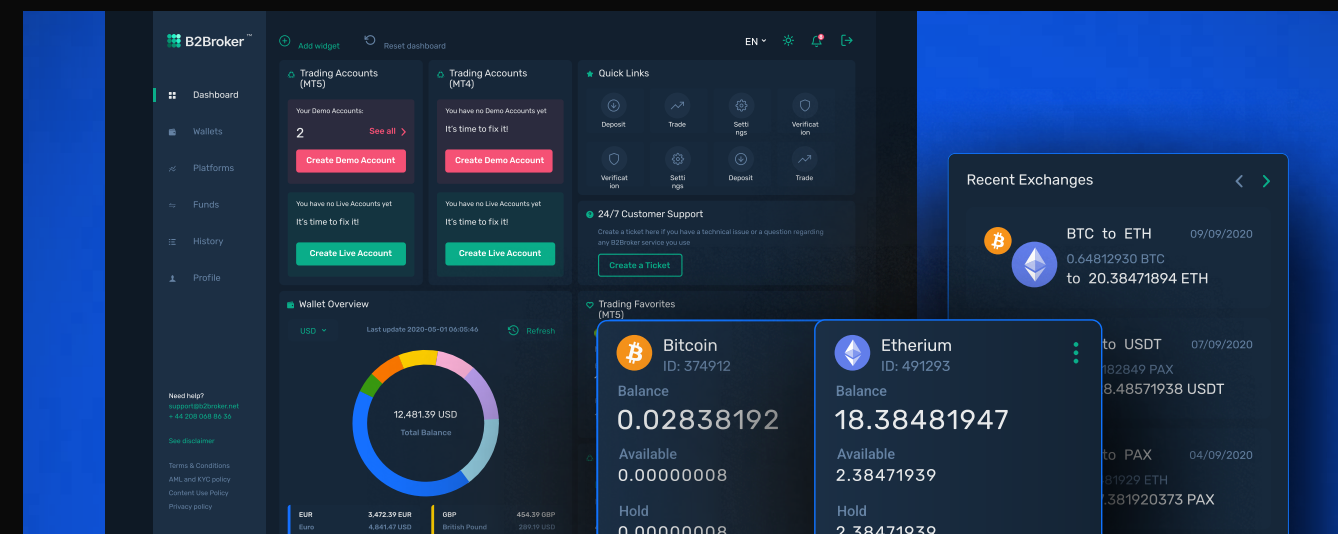 B2Broker ™
Dashboard
Wallets
Platforms
Funds
History
Profile
Need help?
support@b2broker.net
+ 44 208 068 86 36
See disclaimer
Terms & Conditions
AML and KYC policy
Content Use Policy
Privacy policy
Add widget
Reset dashboard
EN
Trading Accounts
(MT5)
Your Demo Accounts:
2
See all
Create Demo Account
You have no Live Accounts yet
It's time to fix it!
Create Live Account
Trading Accounts
(MT4)
You have no Demo Accounts yet
It's time to fix it!
Create Demo Account
You have no Live Accounts yet
It's time to fix it!
Create Live Account
Quick Links
Deposit
Trade
Setti
ngs
Verificat
ion
Verificat
ion
Setti
ngs
Deposit
Trade
24/7 Customer Support
Create a ticket here if you have a technical issue or a question regarding
any B2Broker service you use
Create a Ticket
Wallet Overview
USD
Last update 2020-05-01 06:05:46
Refresh
12,481.39 USD
Total Balance
EUR
3,472.39 EUR
Euro
4,841.47 USD
GBP
454.39 GBP
British Pound
289.19 USD
Trading Favorites
(MT5)
Bitcoin
ID: 374912
Balance
0.02838192
Available
0.00000008
Hold
0.00000008
Etherium
ID: 491293
Balance
18.38481947
Available
2.38471939
Hold
2.38471939
Recent Exchanges
BTC to ETH
09/09/2020
0.64812930 BTC
to 20.38471894 ETH
to USDT
07/09/2020
182849 PAX
8.48571938 USDT
to PAX
04/09/2020
81929 ETH
.381920373 PAX